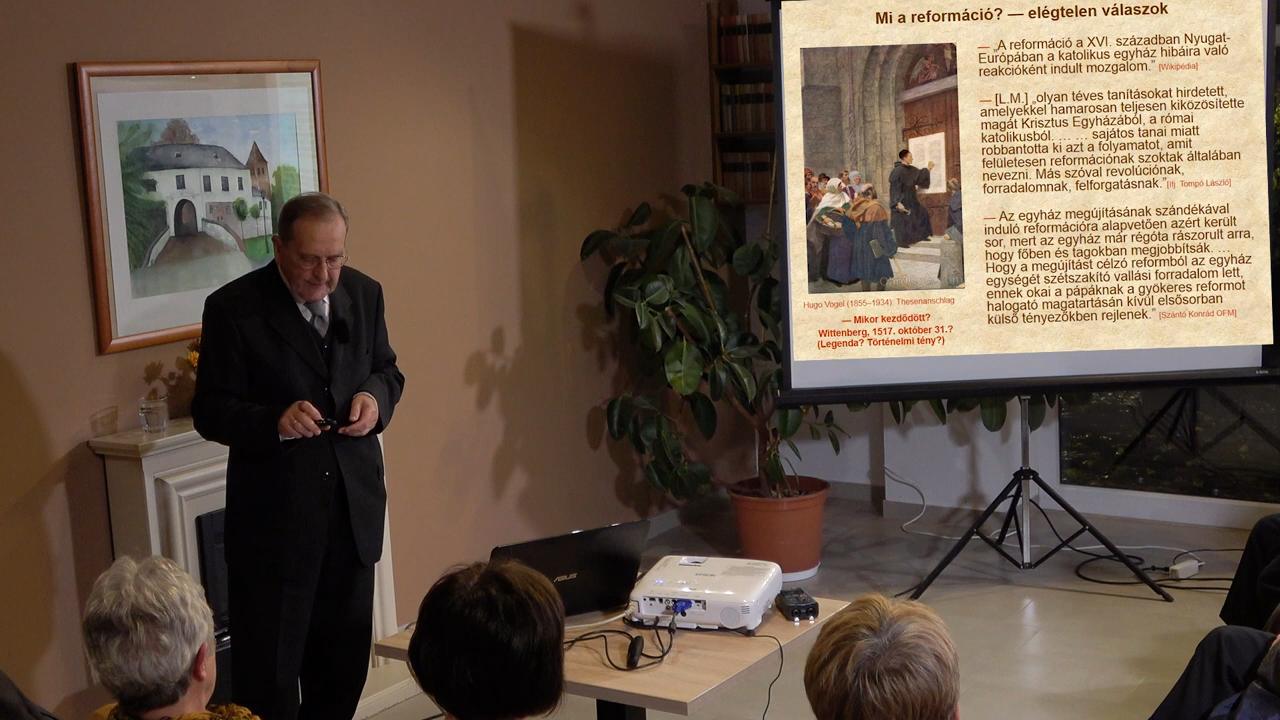 Mi a reformáció? — elégtelen válaszok
— „A reformáció a XVI. században Nyugat-
Európában a katolikus egyház hibáira való
reakcióként indult mozgalom.” [Wikipédia]
— [L.M.] „olyan téves tanításokat hirdetett,
amelyekkel hamarosan teljesen kiközösítette
magát Krisztus Egyházából, a római
katolikusból. … … sajátos tanai miatt
robbantotta ki azt a folyamatot, amit
felületesen reformációnak szoktak általában
nevezni. Más szóval revolúciónak,
forradalomnak, felforgatásnak.” [Ifj. Tompó László]
— Az egyház megújításának szándékával
induló reformációra alapvetően azért került
sor, mert az egyház már régóta rászorult arra,
hogy főben és tagokban megjobbítsák. …
Hogy a megújítást célzó reformból az egyház
egységét szétszakító vallási forradalom lett,
ennek okai a pápáknak a gyökeres reformot
halogató magatartásán kívül elsősorban
külső tényezőkben rejlenek.” [Szántó Konrád OFM]
Hugo Vogel (1855–1934): Thesenanschlag
— Mikor kezdődött?
Wittenberg, 1517. október 31.?
(Legenda? Történelmi tény?)
ASUS
EPSON